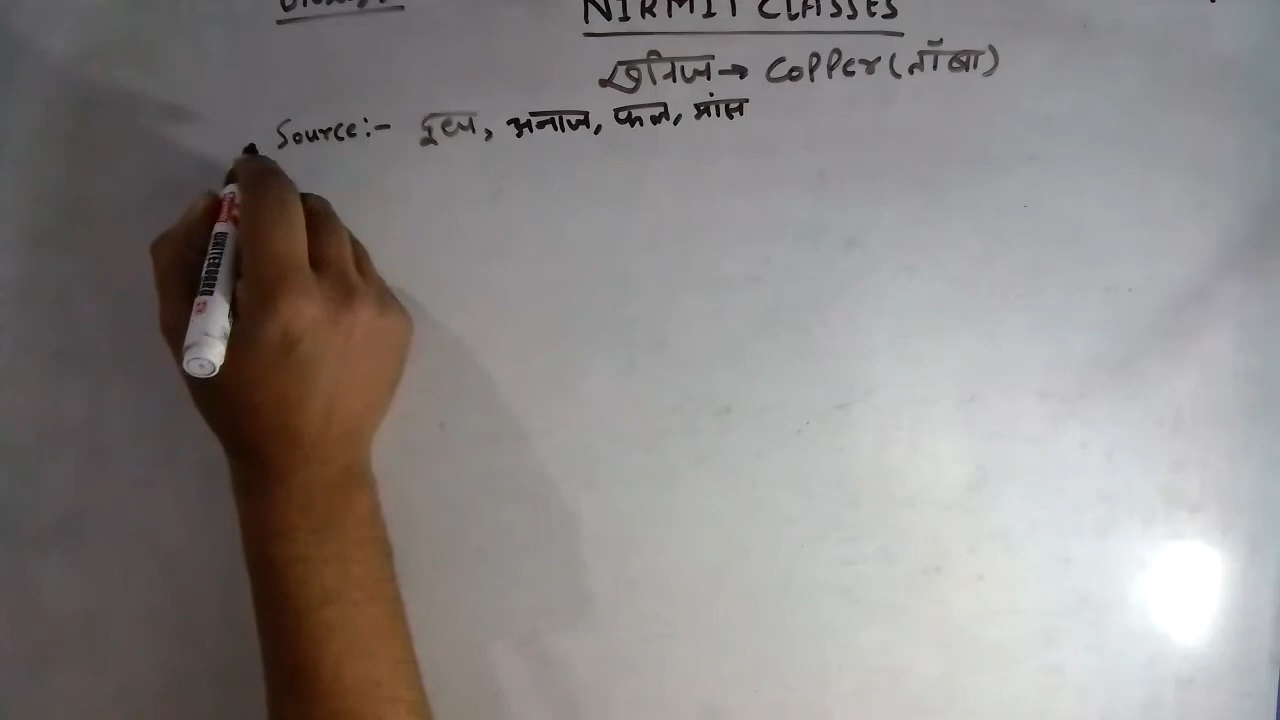 NIRMIT CLASSES
खनिज → Copper (ताँबा)
Source:- दूध, अनाज, फल, मांस